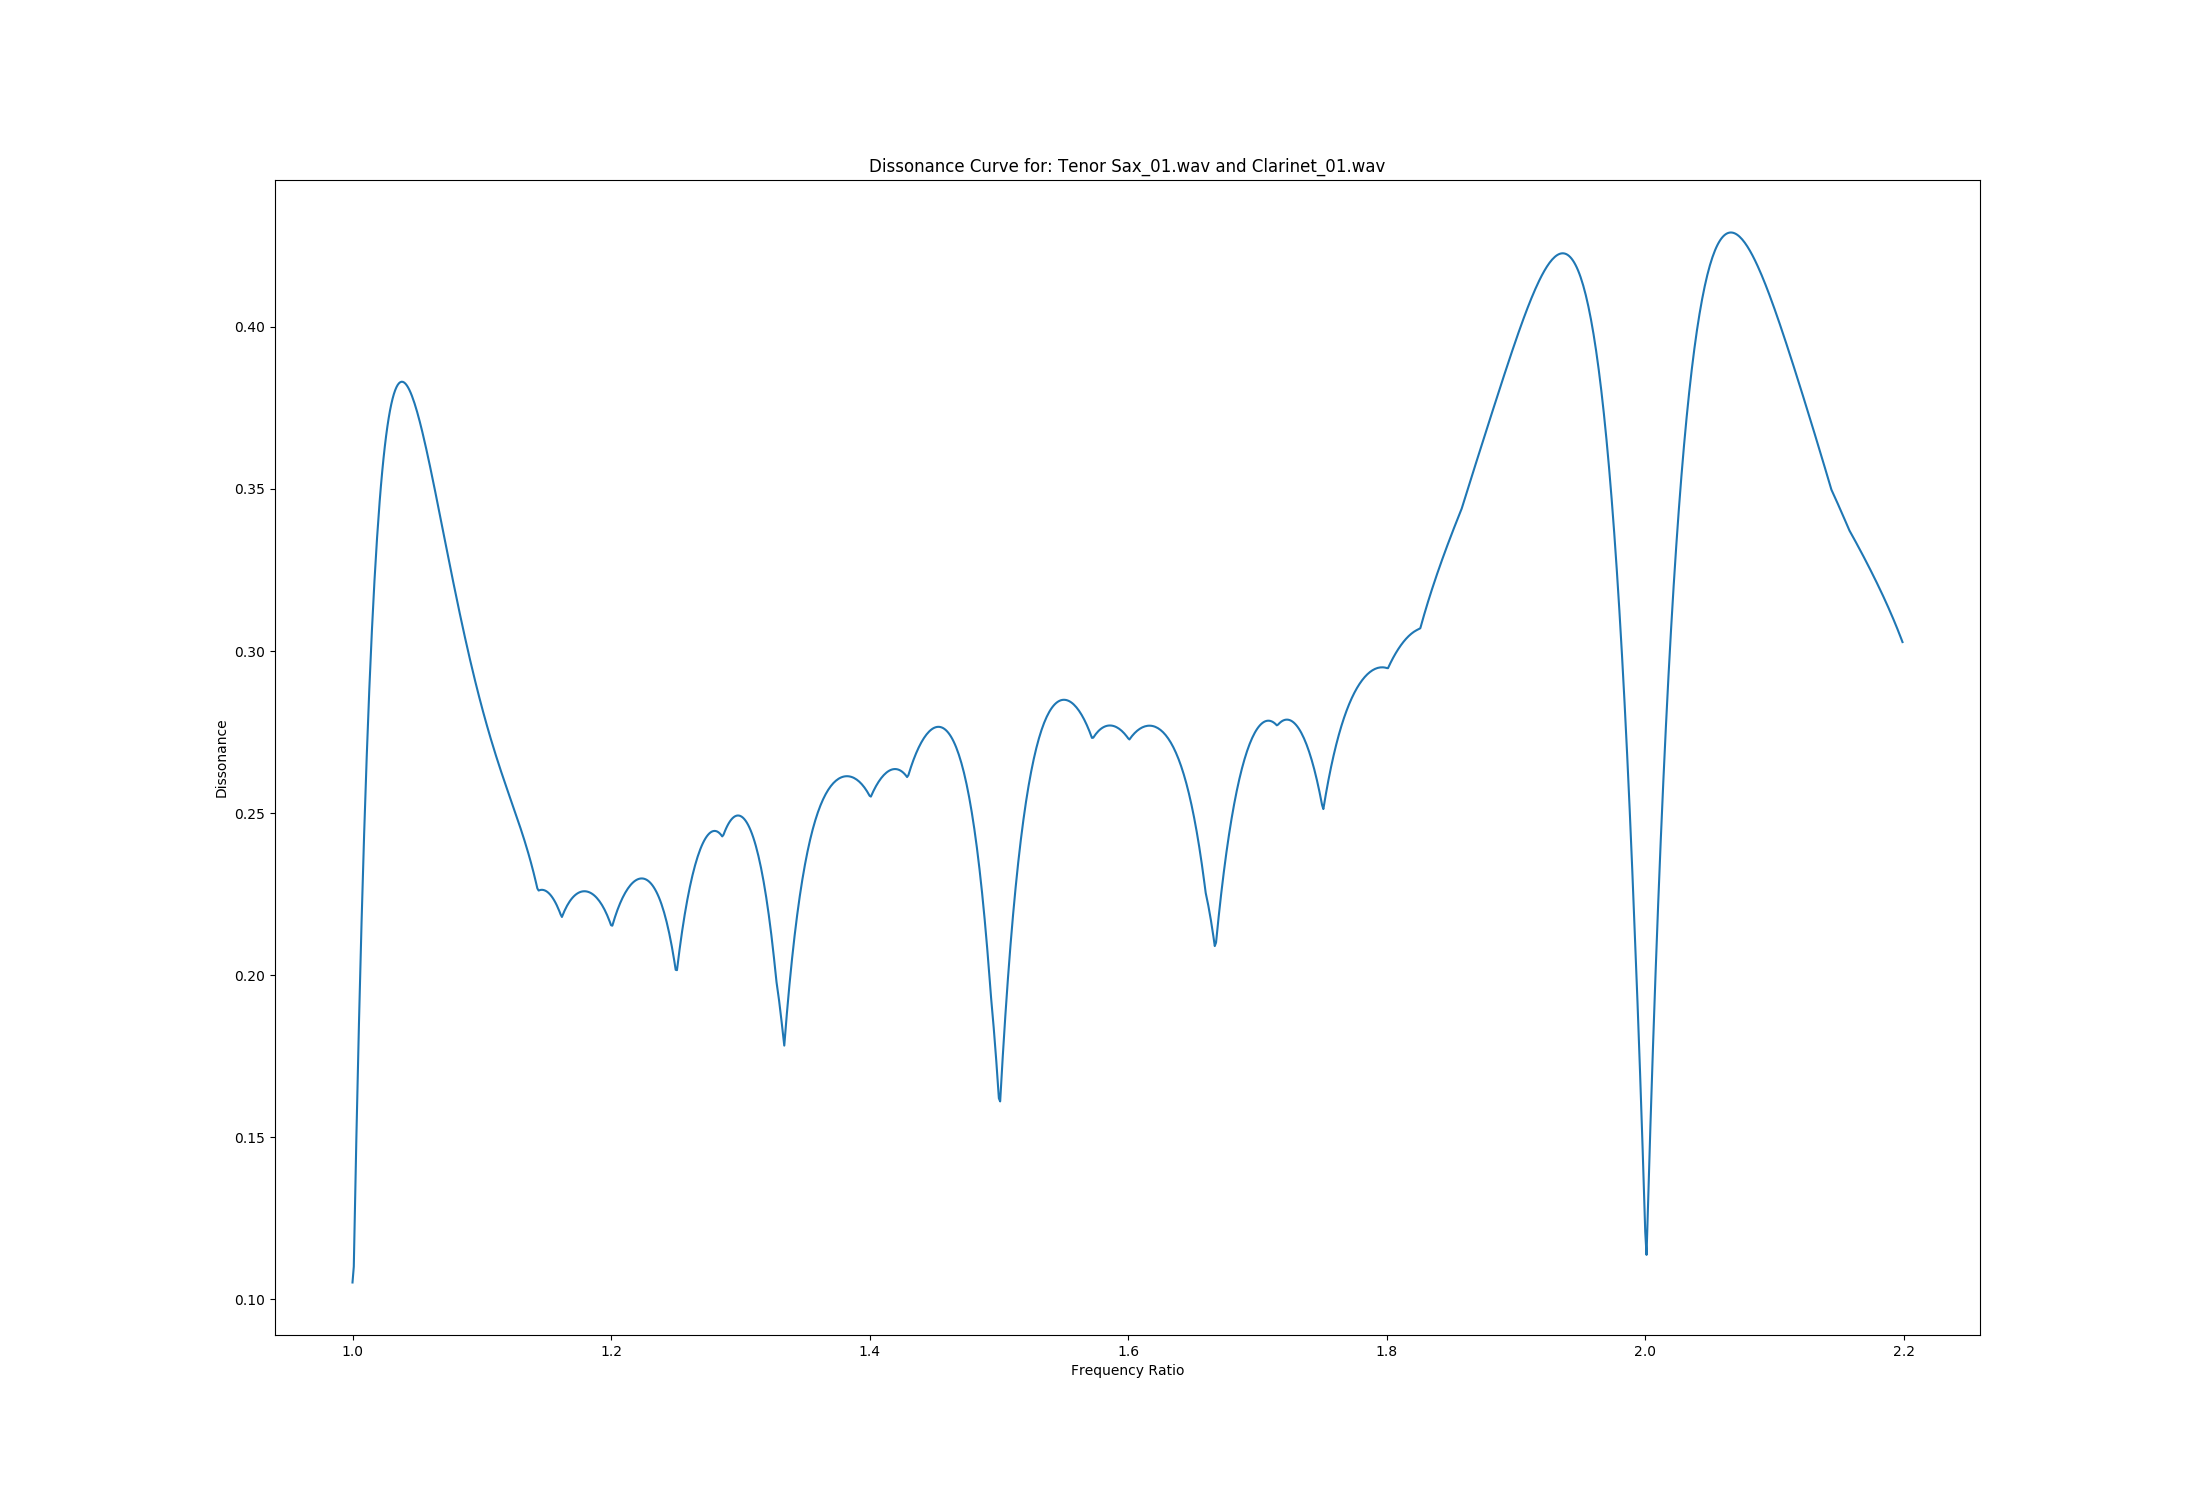 Dissonance Curve for: Tenor Sax_01.wav and Clarinet_01.wav
Dissonance
0.40
0.35
0.30
0.25
0.20
0.15
0.10
1.0 1.2 1.4 1.6 1.8 2.0 2.2
Frequency Ratio